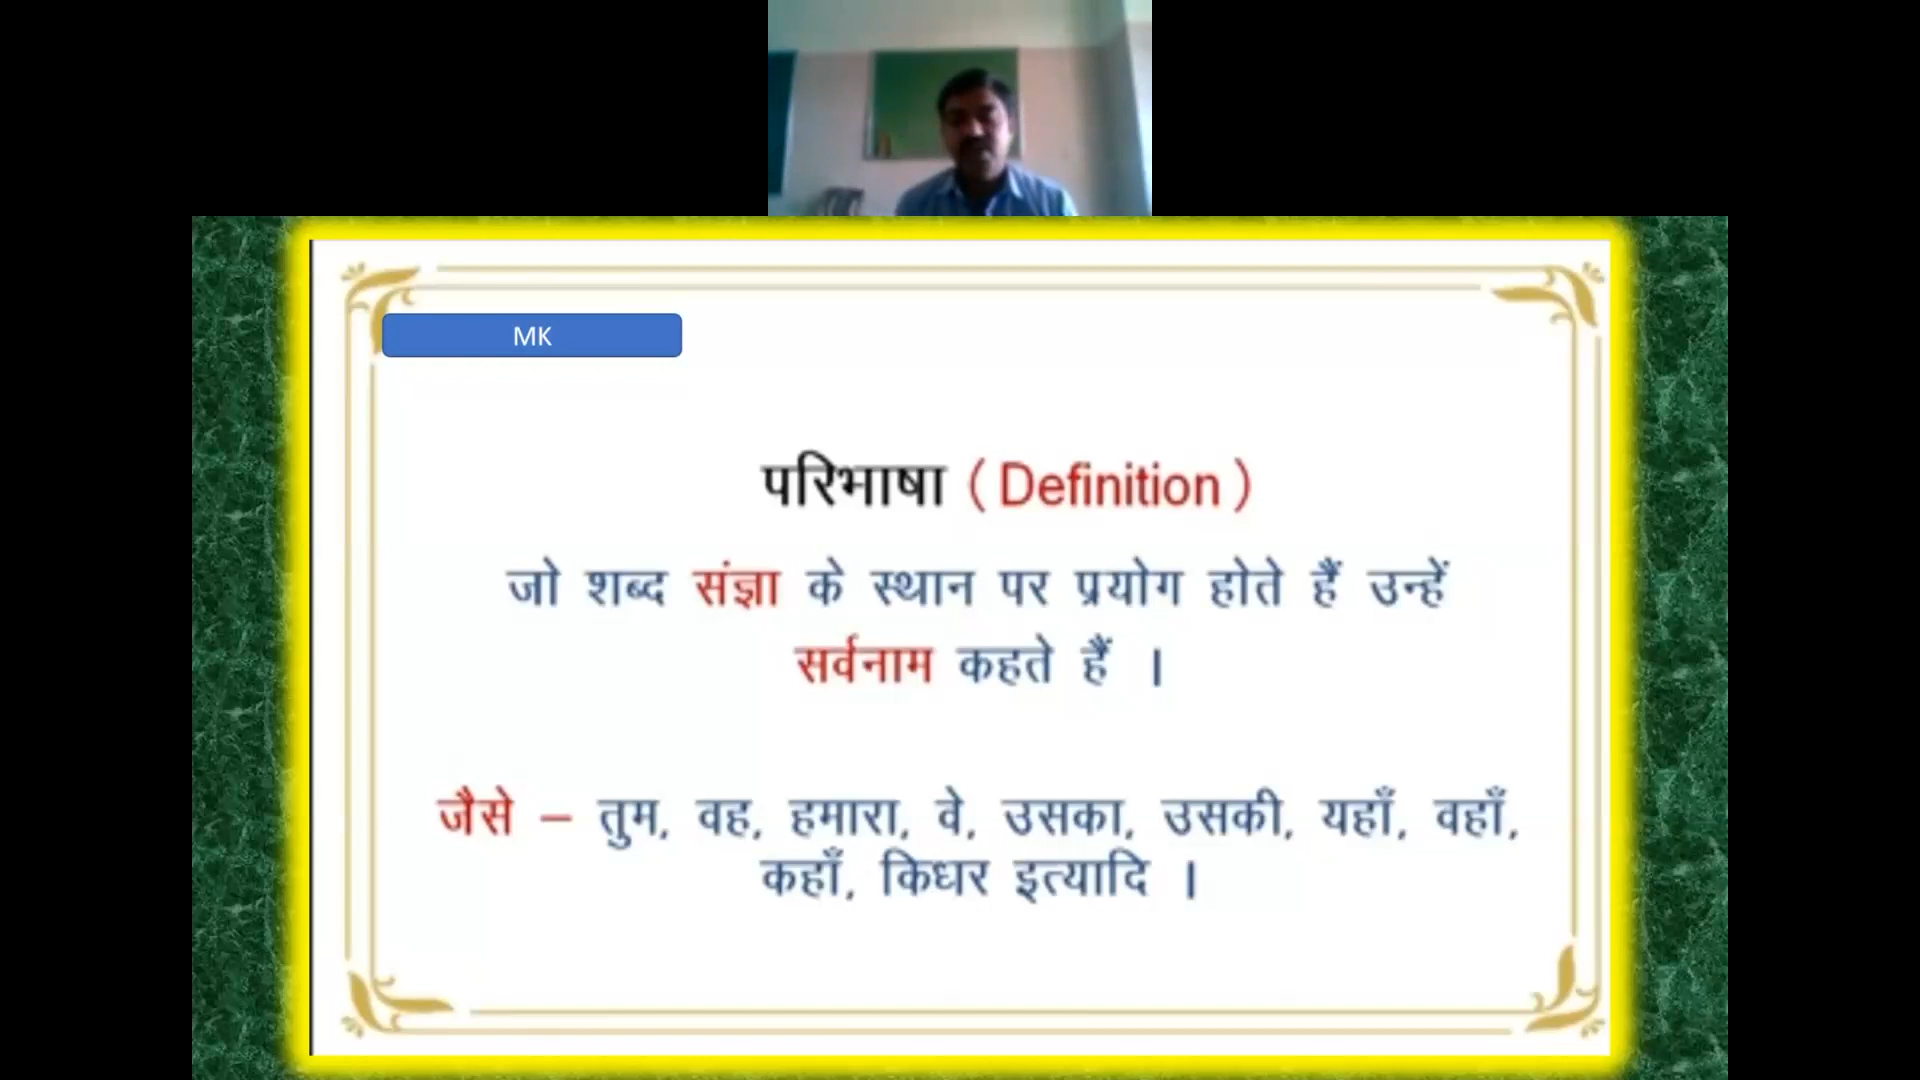 MK
परिभाषा ( Definition )
जो शब्द संज्ञा के स्थान पर प्रयोग होते हैं उन्हें
सर्वनाम कहते हैं ।
जैसे – तुम, वह, हमारा, वे, उसका, उसकी, यहाँ, वहाँ,
कहाँ, किधर इत्यादि ।